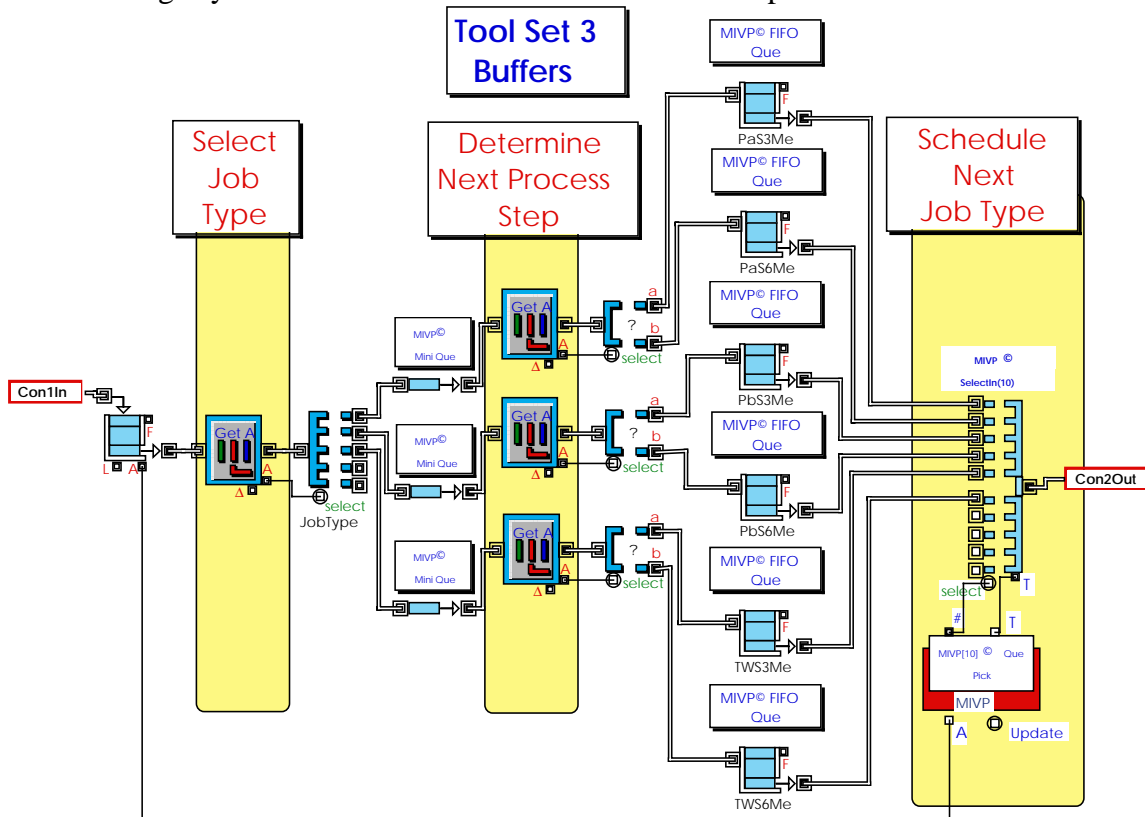 Tool Set 3
Buffers
MIVP© FIFO
Que
F
PaS3Me
Select
Job
Type
Determine
Next Process
Step
MIVP© FIFO
Que
Schedule
Next
Job Type
F
PaS6Me
MIVP© FIFO
Que
Get A
A
Δ
a
?
b
select
MIVP©
Mini Que
F
PbS3Me
MIVP ©
SelectIn(10)
Con1In
F
L
A
Get A
A
Δ
select
JobType
MIVP©
Mini Que
Get A
A
Δ
a
?
b
select
MIVP© FIFO
Que
F
PbS6Me
Con2Out
MIVP©
Mini Que
Get A
A
Δ
a
?
b
select
MIVP© FIFO
Que
F
TWS3Me
select
T
#
T
MIVP[10] © Que
Pick
MIVP
A
Update
MIVP© FIFO
Que
F
TWS6Me